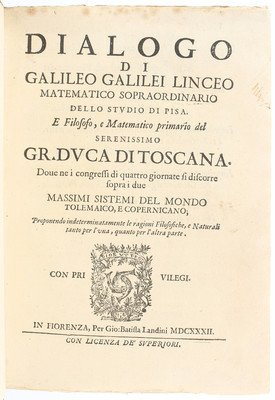 DIALOGO
DI
GALILEO GALILEI LINCEO
MATEMATICO SOPRAORDINARIO
DELLO STVDIO DI PISA.
E Filosofo, e Matematico primario del
SERENISSIMO
GR.DVCA DI TOSCANA.
Doue ne i congressi di quattro giornate si discorre
sopra i due
MASSIMI SISTEMI DEL MONDO
TOLEMAICO, E COPERNICANO;
Proponendo indeterminatamente le ragioni Filosofiche, e Naturali
tanto per l'vna, quanto per l'altra parte.
CON PRI VILEGI.
IN FIORENZA, Per Gio:Batista Landini MDCXXXII.
CON LICENZA DE' SVPERIORI.